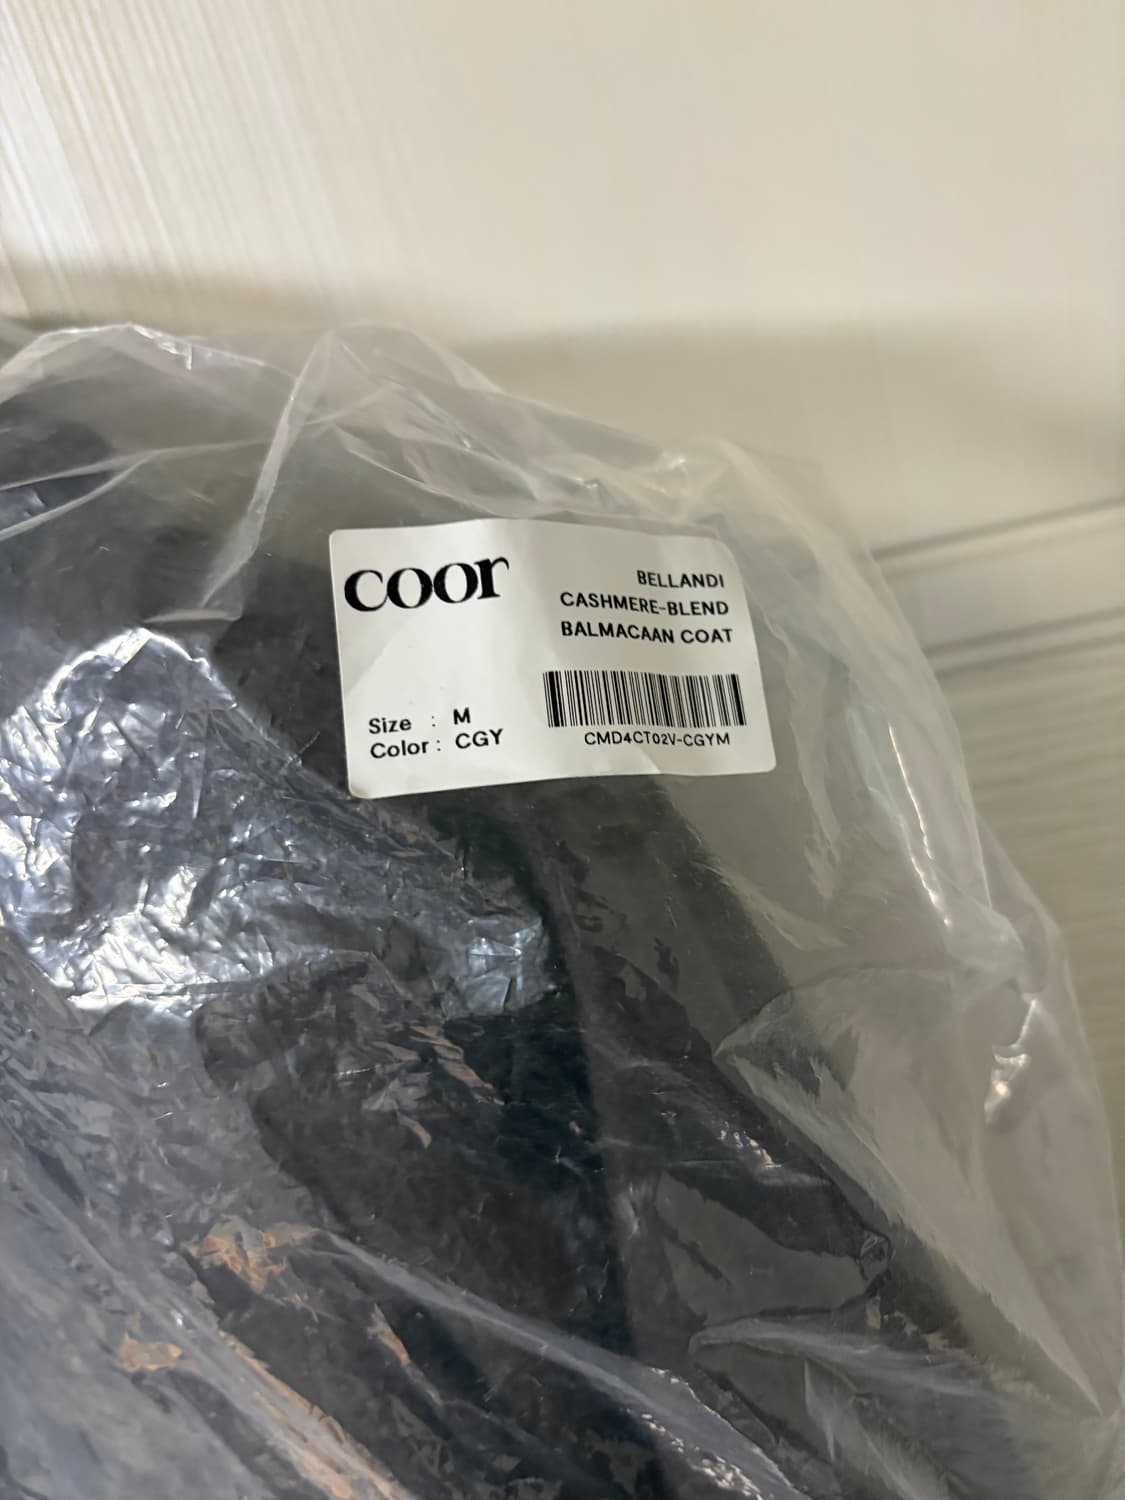 coor
BELLANDI
CASHMERE-BLEND
BALMACAAN COAT
Size : M
Color : CGY
CMD4CT02V-CGYM